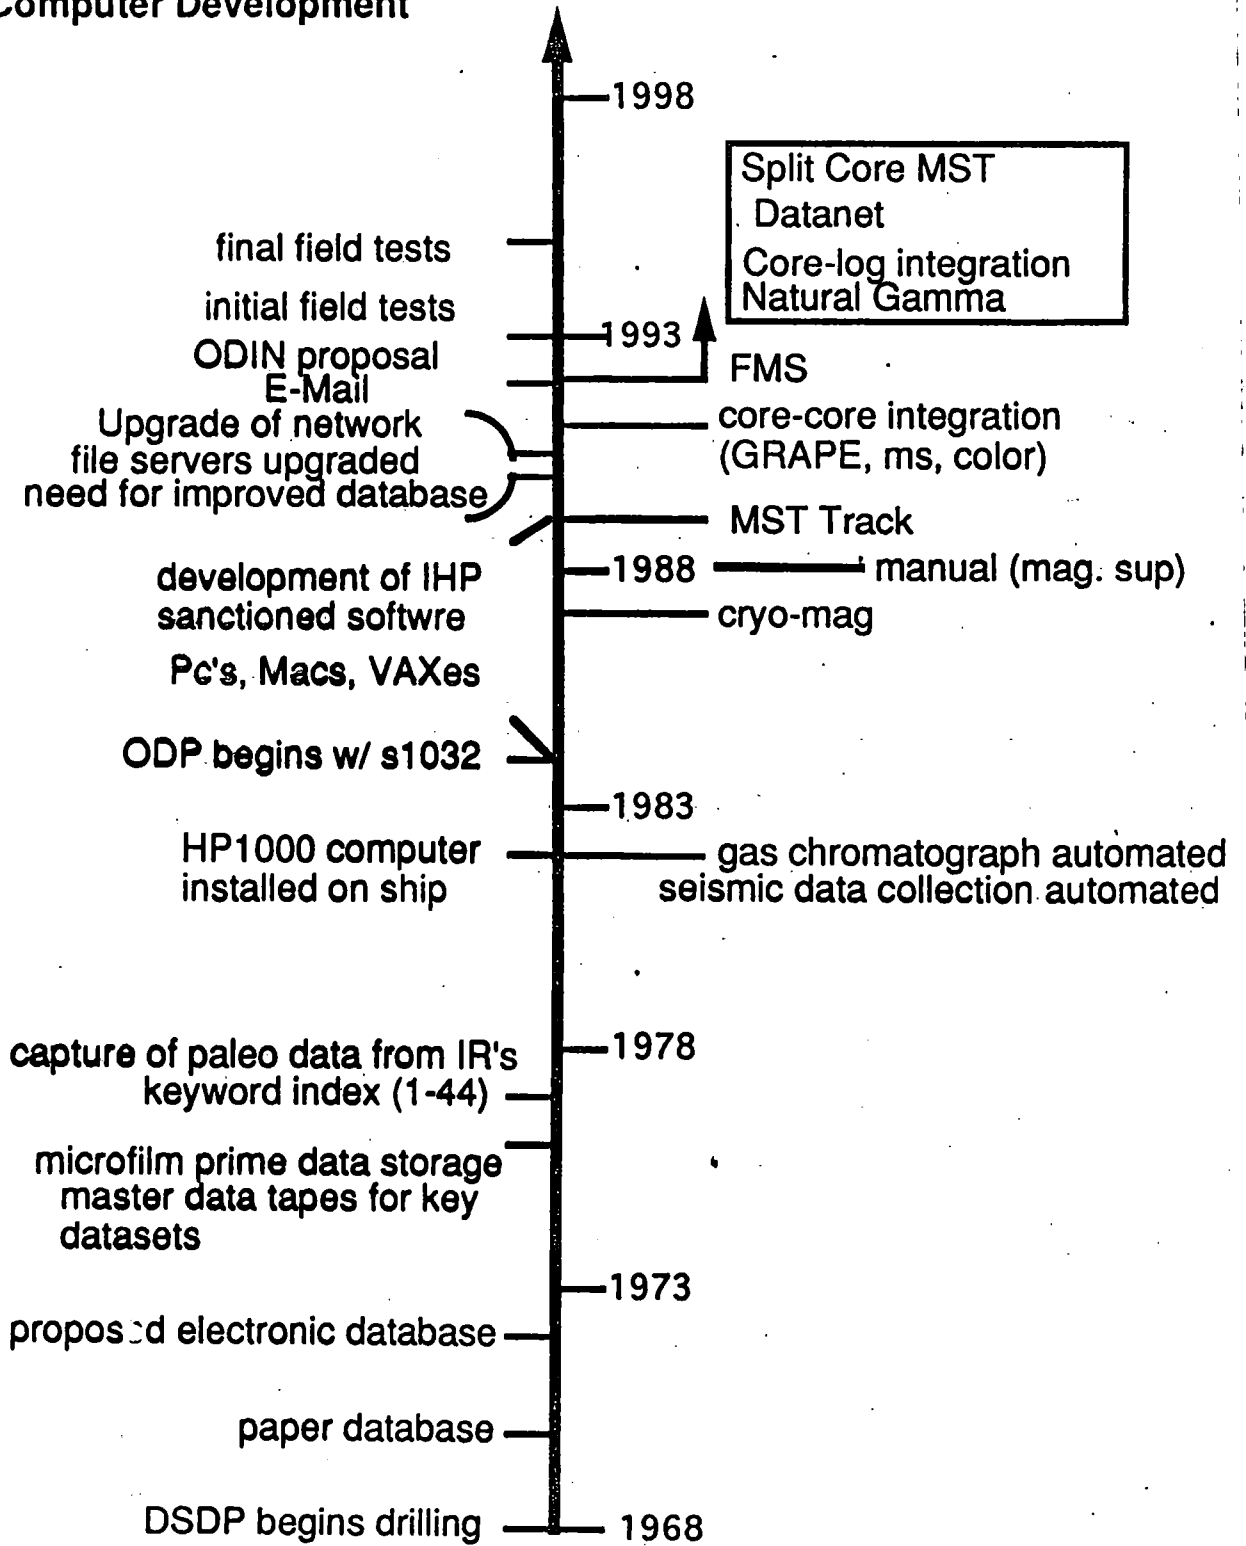 Computer Development
1998
Split Core MST
Datanet
Core-log integration
Natural Gamma
final field tests
initial field tests
1993
ODIN proposal
E-Mail
FMS
Upgrade of network
file servers upgraded
need for improved database
core-core integration
(GRAPE, ms, color)
MST Track
development of IHP
sanctioned softwre
1988
manual (mag. sup)
cryo-mag
Pc's, Macs, VAXes
ODP begins w/ s1032
1983
HP1000 computer
installed on ship
gas chromatograph automated
seismic data collection automated
1978
capture of paleo data from IR's
keyword index (1-44)
microfilm prime data storage
master data tapes for key
datasets
1973
proposed electronic database
paper database
DSDP begins drilling
1968